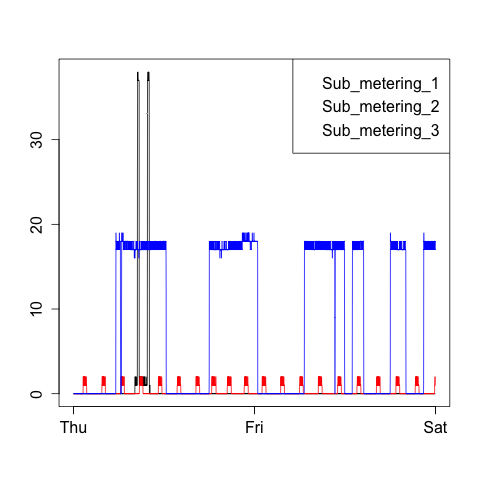 Sub_metering_1
Sub_metering_2
Sub_metering_3
30
20
10
0
Thu Fri Sat